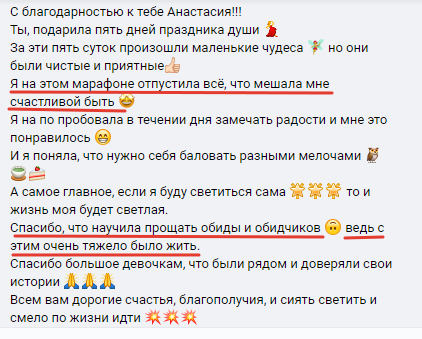 С благодарностью к тебе Анастасия!!!
Ты, подарила пять дней праздника души 💃
За эти пять суток произошли маленькие чудеса 🧚 но они
были чистые и приятные👍
Я на этом марафоне отпустила всё, что мешала мне
счастливой быть 🤩
Я на по пробовала в течении дня замечать радости и мне это
понравилось 😁
И я поняла, что нужно себя баловать разными мелочами 🦉
🍵🍰
А самое главное, если я буду светиться сама 🌟🌟🌟 то и
жизнь моя будет светлая.
Спасибо, что научила прощать обиды и обидчиков 🙃 ведь с
этим очень тяжело было жить.
Спасибо большое девочкам, что были рядом и доверяли свои
истории 🙏🙏🙏
Всем вам дорогие счастья, благополучия, и сиять светить и
смело по жизни идти 💥💥💥